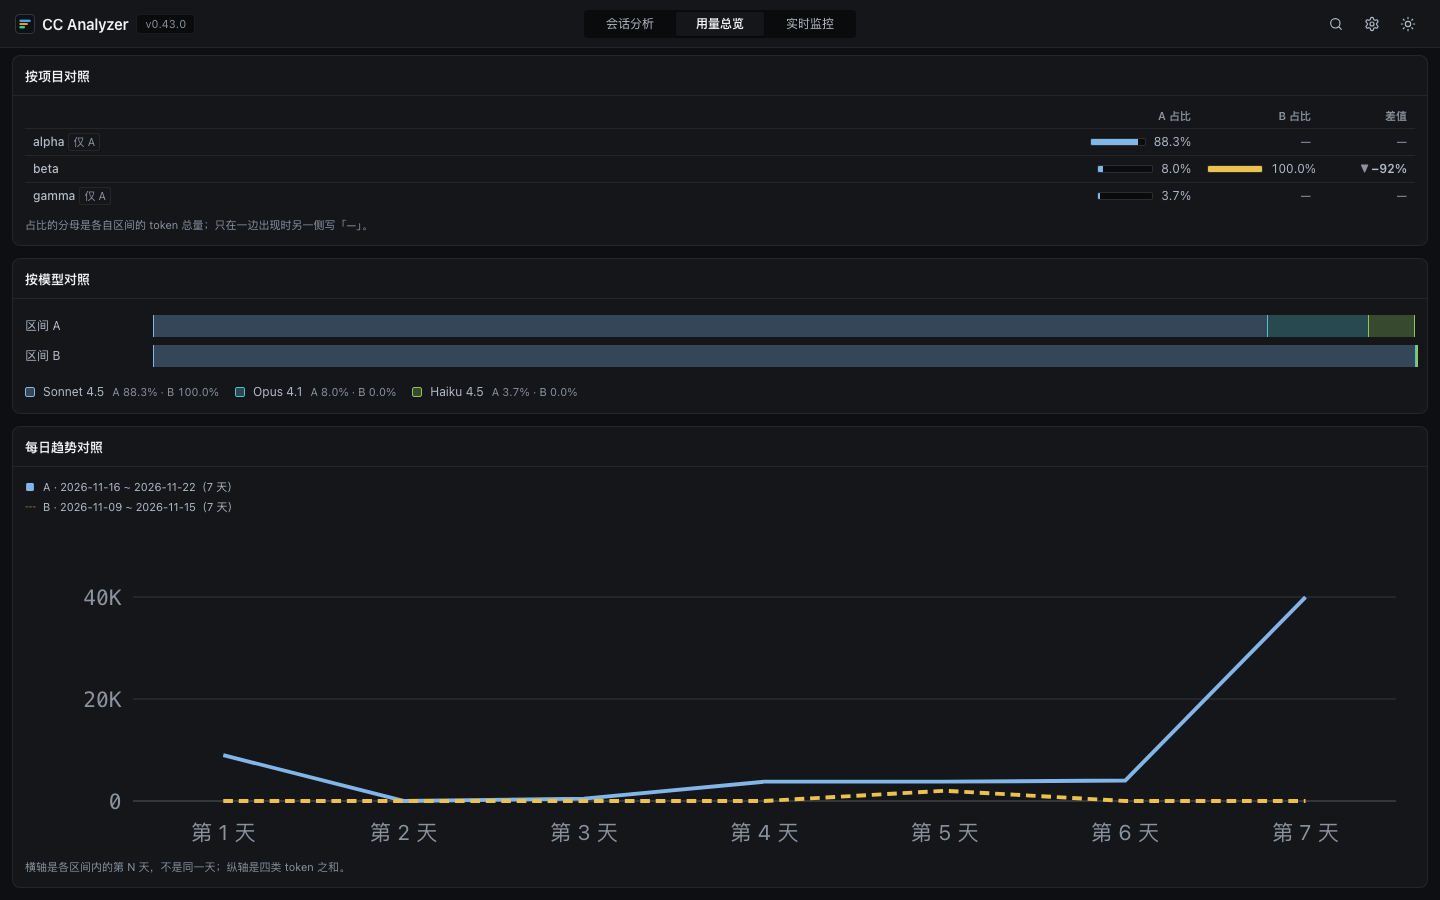 CC Analyzer v0.43.0 会话分析 用量总览 实时监控
按项目对照
A 占比 B 占比 差值
alpha 仅 A 88.3% — —
beta 8.0% 100.0% ▼−92%
gamma 仅 A 3.7% — —
占比的分母是各自区间的 token 总量；只在一边出现时另一侧写「—」。
按模型对照
区间 A
区间 B
Sonnet 4.5 A 88.3% · B 100.0% Opus 4.1 A 8.0% · B 0.0% Haiku 4.5 A 3.7% · B 0.0%
每日趋势对照
A · 2026-11-16 ~ 2026-11-22（7 天）
B · 2026-11-09 ~ 2026-11-15（7 天）
40K
20K
0
第 1 天 第 2 天 第 3 天 第 4 天 第 5 天 第 6 天 第 7 天
横轴是各区间内的第 N 天，不是同一天；纵轴是四类 token 之和。